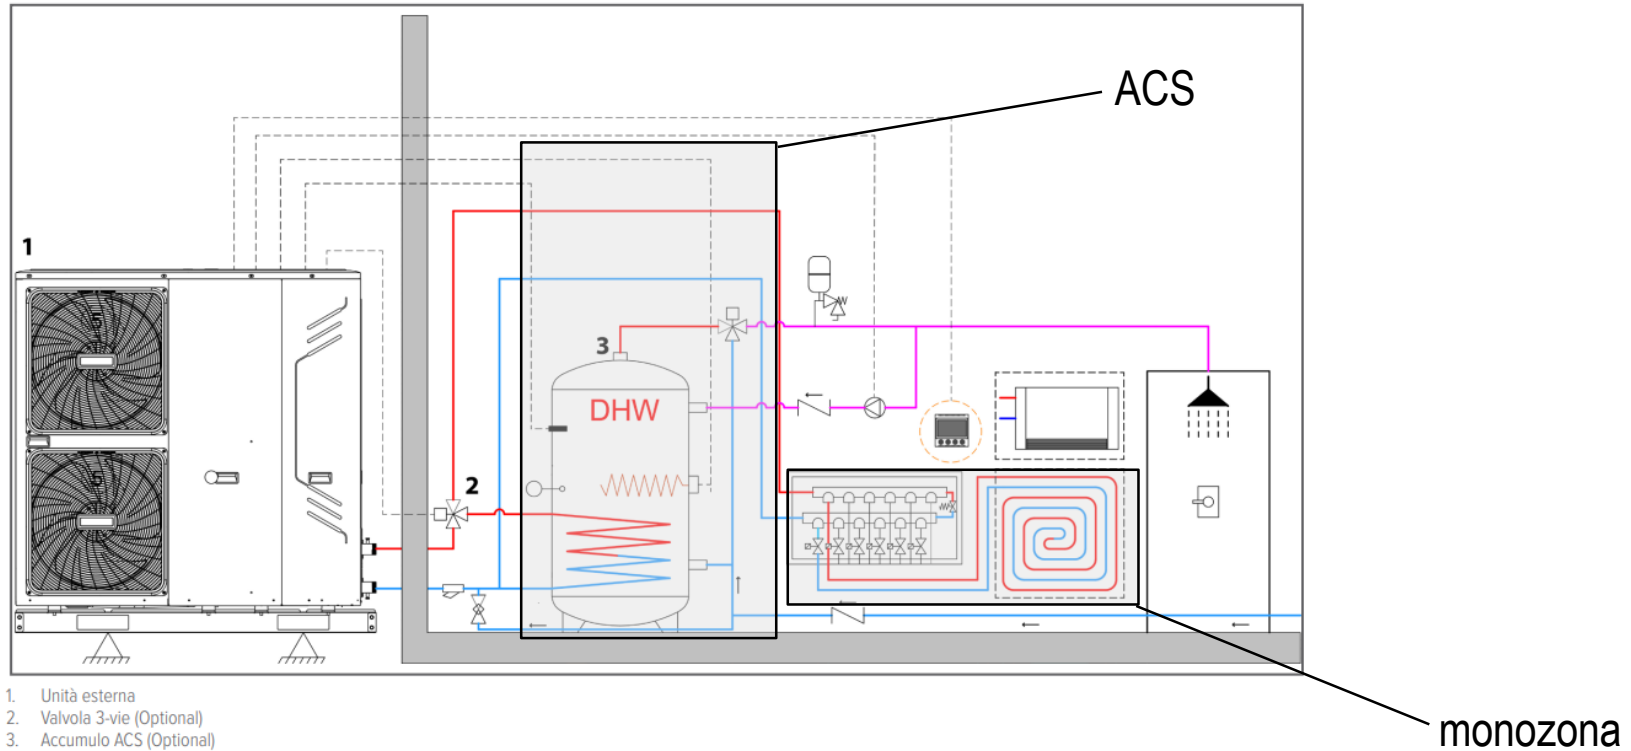 ACS
1
3
DHW
2
1. Unità esterna
2. Valvola 3-vie (Optional)
3. Accumulo ACS (Optional)
monozona